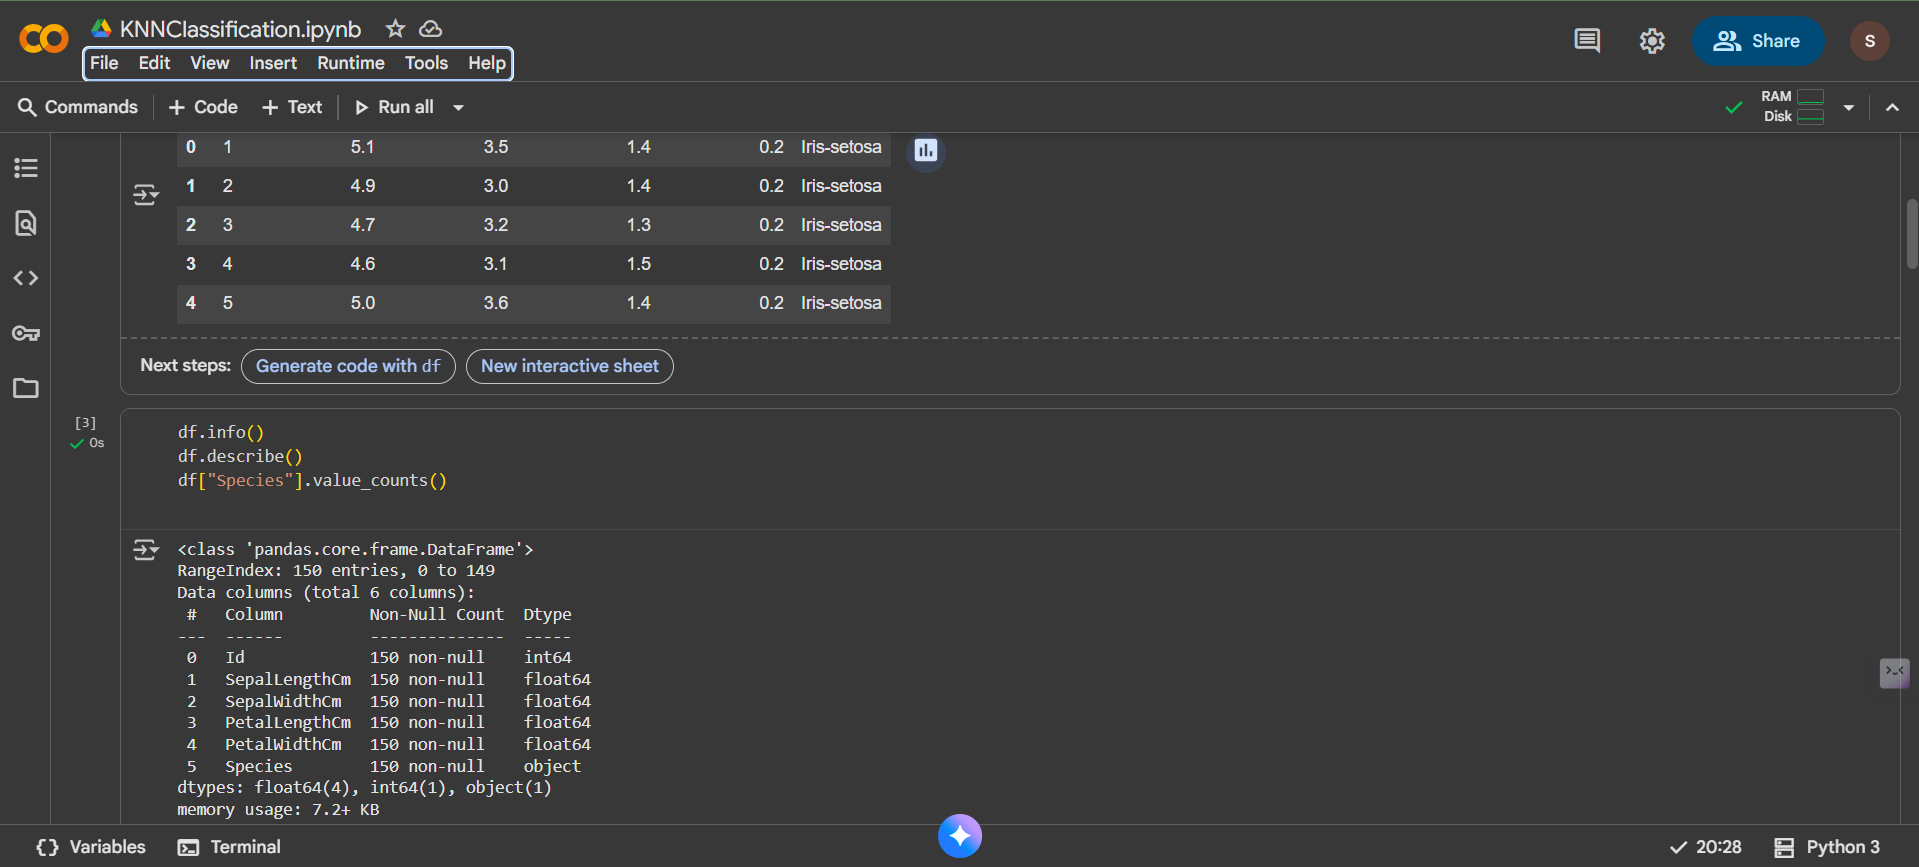 KNNClassification.ipynb
File Edit View Insert Runtime Tools Help
Share
S
Commands + Code + Text Run all
RAM
Disk
0 1 5.1 3.5 1.4 0.2 Iris-setosa
1 2 4.9 3.0 1.4 0.2 Iris-setosa
2 3 4.7 3.2 1.3 0.2 Iris-setosa
3 4 4.6 3.1 1.5 0.2 Iris-setosa
4 5 5.0 3.6 1.4 0.2 Iris-setosa
Next steps: Generate code with df New interactive sheet
[3]
0s
df.info()
df.describe()
df["Species"].value_counts()
<class 'pandas.core.frame.DataFrame'>
RangeIndex: 150 entries, 0 to 149
Data columns (total 6 columns):
 #   Column         Non-Null Count  Dtype
---  ------         --------------  -----
 0   Id             150 non-null    int64
 1   SepalLengthCm  150 non-null    float64
 2   SepalWidthCm   150 non-null    float64
 3   PetalLengthCm  150 non-null    float64
 4   PetalWidthCm   150 non-null    float64
 5   Species        150 non-null    object
dtypes: float64(4), int64(1), object(1)
memory usage: 7.2+ KB
{} Variables Terminal 20:28 Python 3